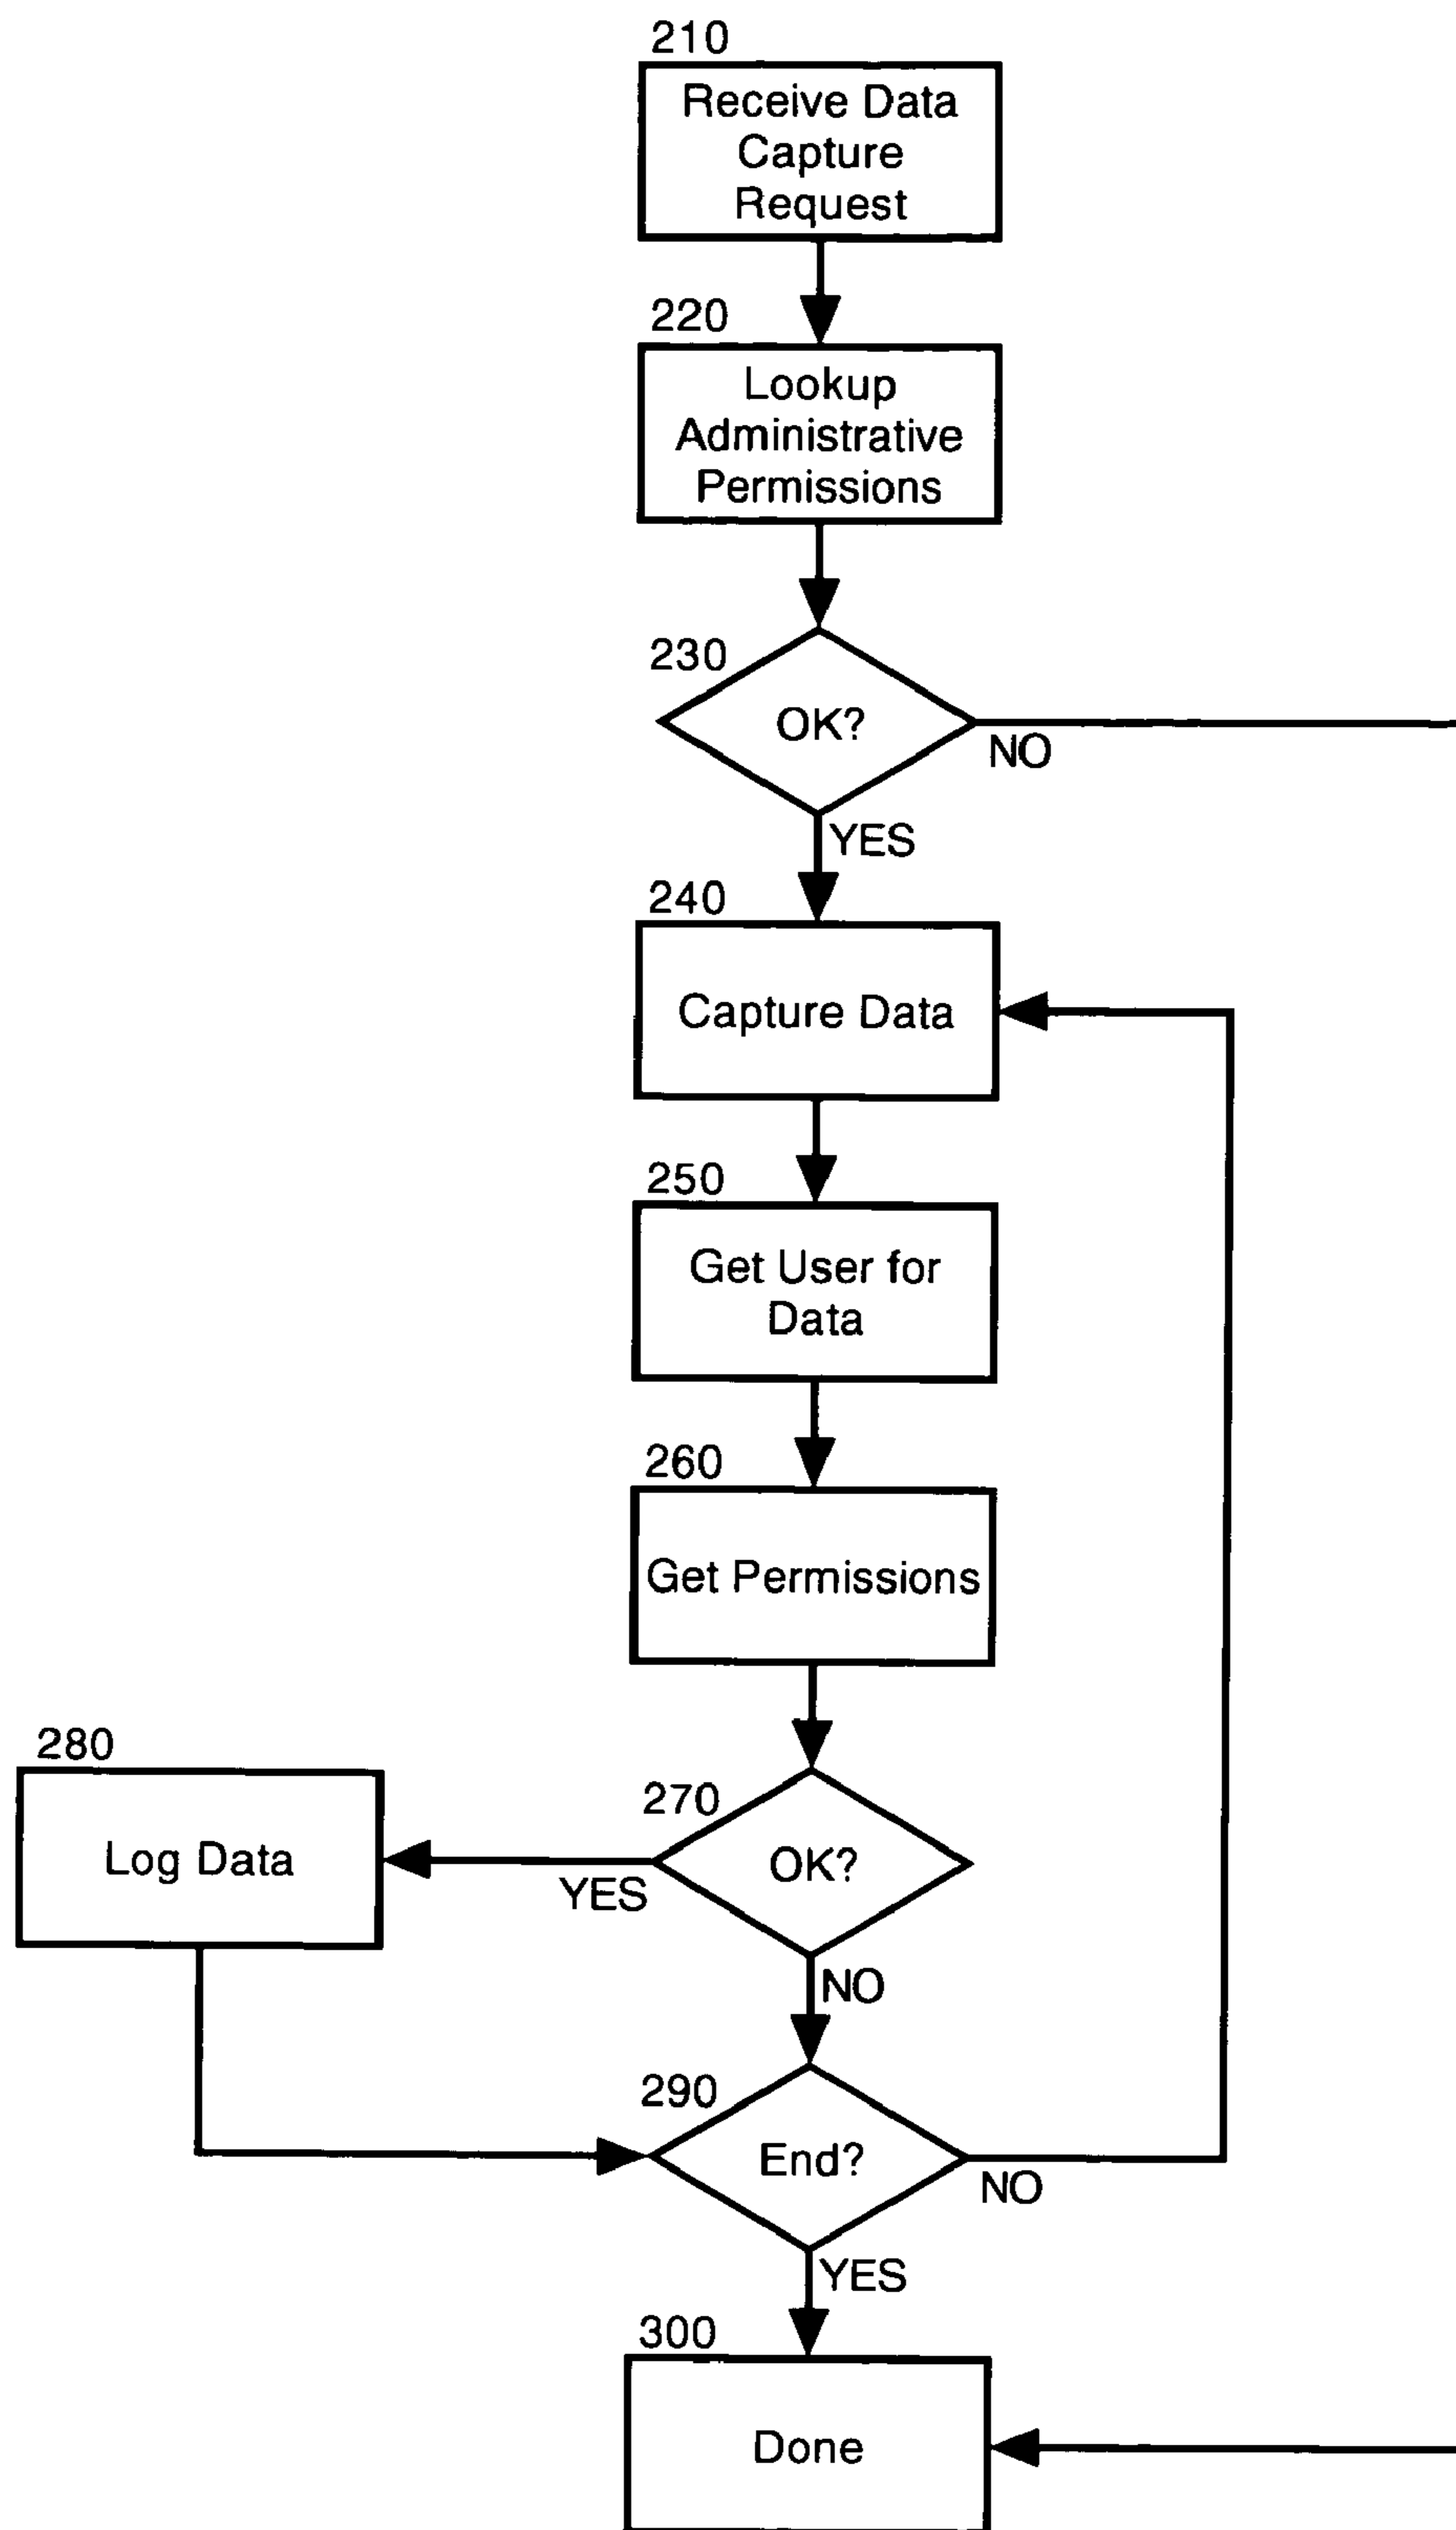 210
Receive Data
Capture
Request
220
Lookup
Administrative
Permissions
230
OK?
NO
YES
240
Capture Data
250
Get User for
Data
260
Get Permissions
280
Log Data
270
OK?
YES
NO
290
End?
NO
YES
300
Done